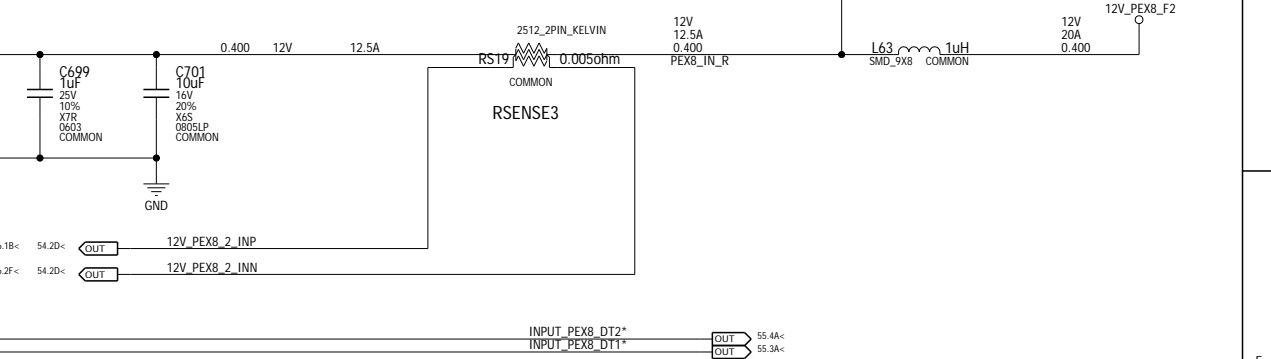 12V_PEX8_F2
2512_2PIN_KELVIN
12V
12.5A
0.400
PEX8_IN_R
12V
20A
0.400
0.400 12V 12.5A
RS19 0.005ohm
COMMON
RSENSE3
L63 1uH
SMD_9X8 COMMON
C699
1uF
25V
10%
X7R
0603
COMMON
C701
10uF
16V
20%
X6S
0805LP
COMMON
GND
.1B< 54.2D< OUT 12V_PEX8_2_INP
.2F< 54.2D< OUT 12V_PEX8_2_INN
INPUT_PEX8_DT2* OUT 55.4A<
INPUT_PEX8_DT1* OUT 55.3A<